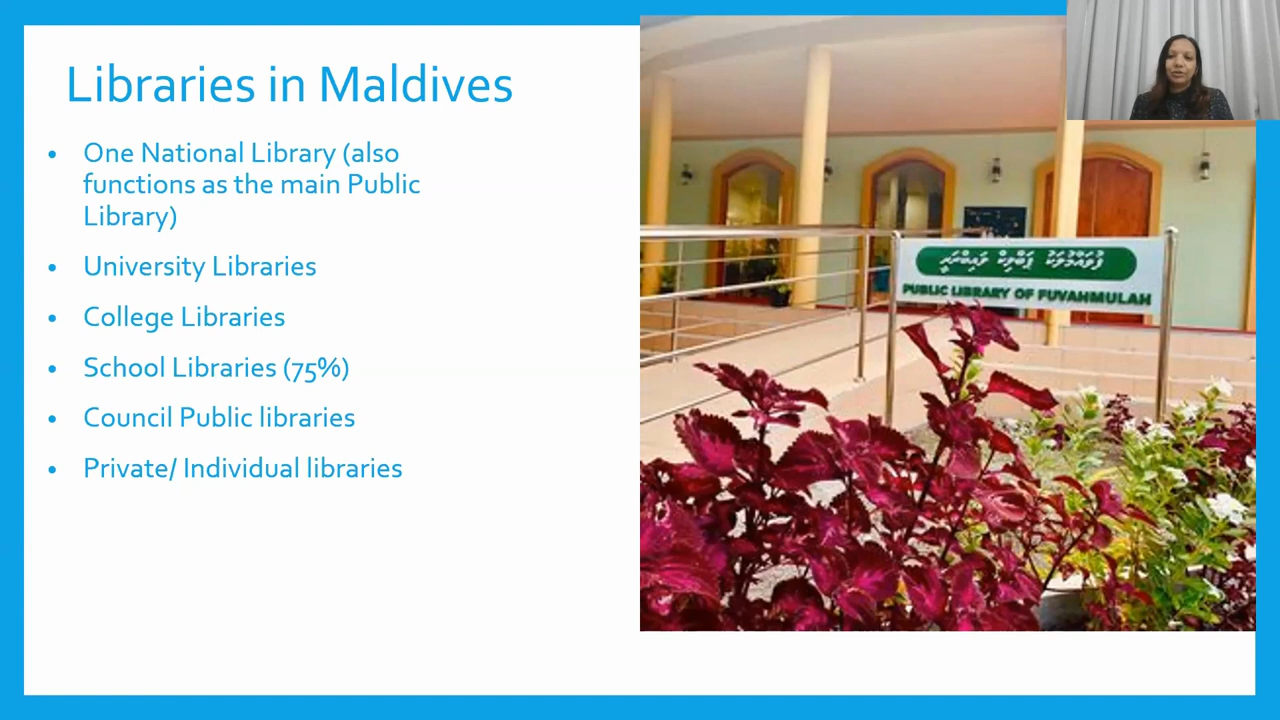 Libraries in Maldives
• One National Library (also
functions as the main Public
Library)
• University Libraries
• College Libraries
• School Libraries (75%)
• Council Public libraries
• Private/ Individual libraries
ފުވައްމުލަކު ޕަބްލިކް ލައިބްރަރީ
PUBLIC LIBRARY OF FUVAHMULAH